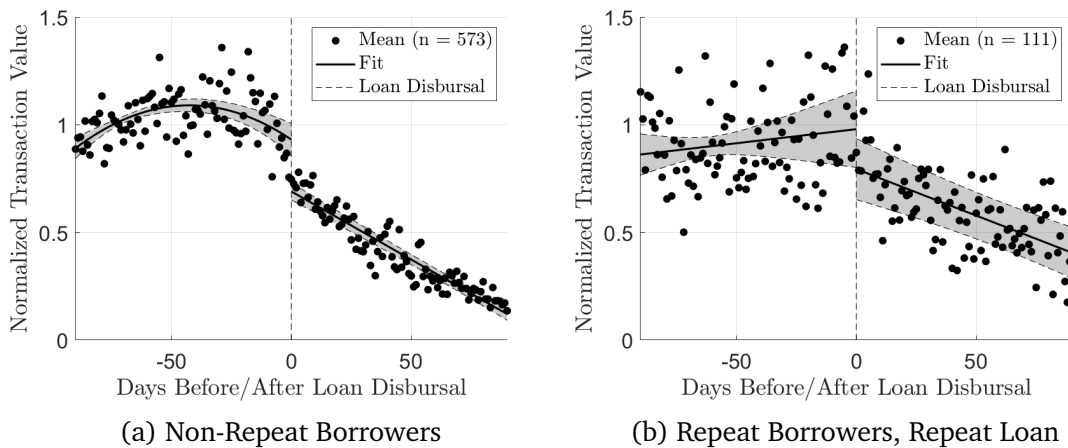 Normalized Transaction Value
1.5
1
0.5
0
-50
0
50
Mean (n = 573)
Fit
Loan Disbursal
Days Before/After Loan Disbursal
(a) Non-Repeat Borrowers
Normalized Transaction Value
1.5
1
0.5
0
-50
0
50
Mean (n = 111)
Fit
Loan Disbursal
Days Before/After Loan Disbursal
(b) Repeat Borrowers, Repeat Loan